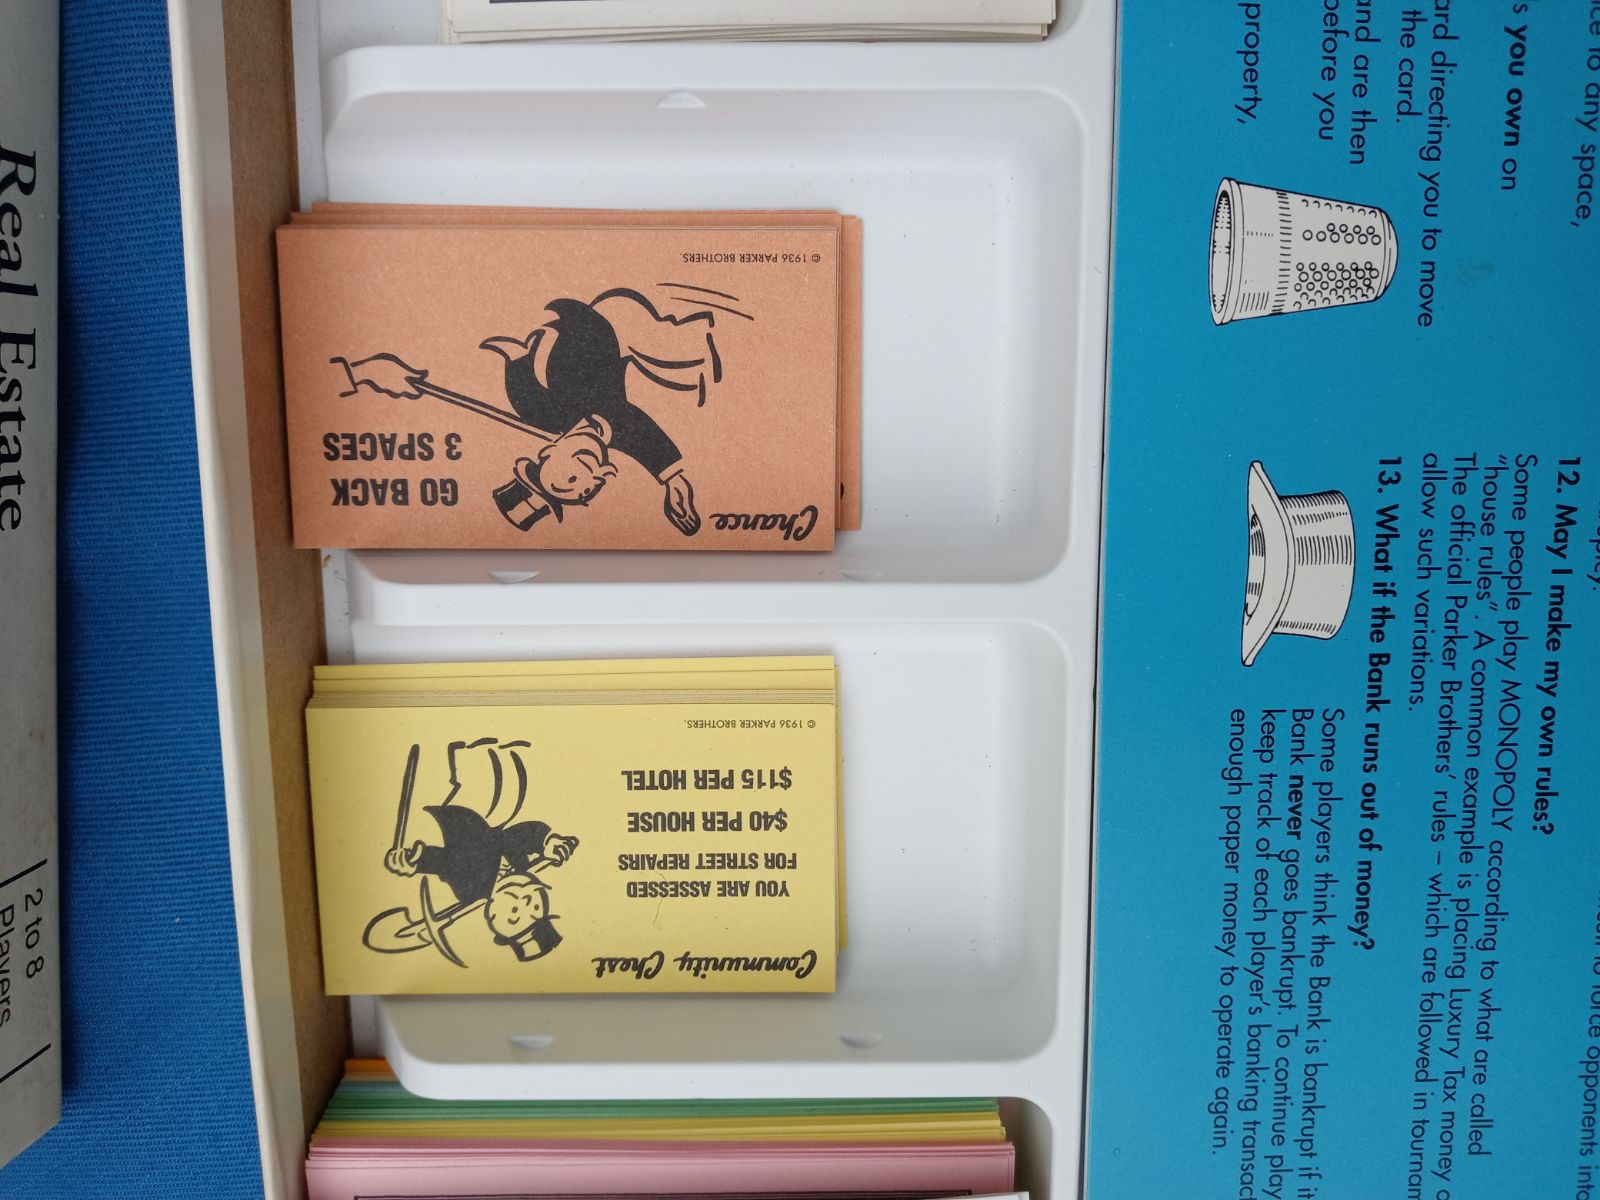 Real Estate
2 to 8
Players
Chance
GO BACK
3 SPACES
© 1936 PARKER BROTHERS.
Community Chest
YOU ARE ASSESSED
FOR STREET REPAIRS
$40 PER HOUSE
$115 PER HOTEL
© 1936 PARKER BROTHERS.
to any space,
you own on
directing you to move
the card.
and are then
before you
property,
12. May I make my own rules?
Some people play MONOPOLY according to what are called
“house rules”. A common example is placing Luxury Tax money
The official Parker Brothers’ rules – which are followed in
allow such variations.
13. What if the Bank runs out of money?
Some players think the Bank is bankrupt if it
Bank never goes bankrupt. To continue play
keep track of each player’s banking
enough paper money to operate again.
force opponents